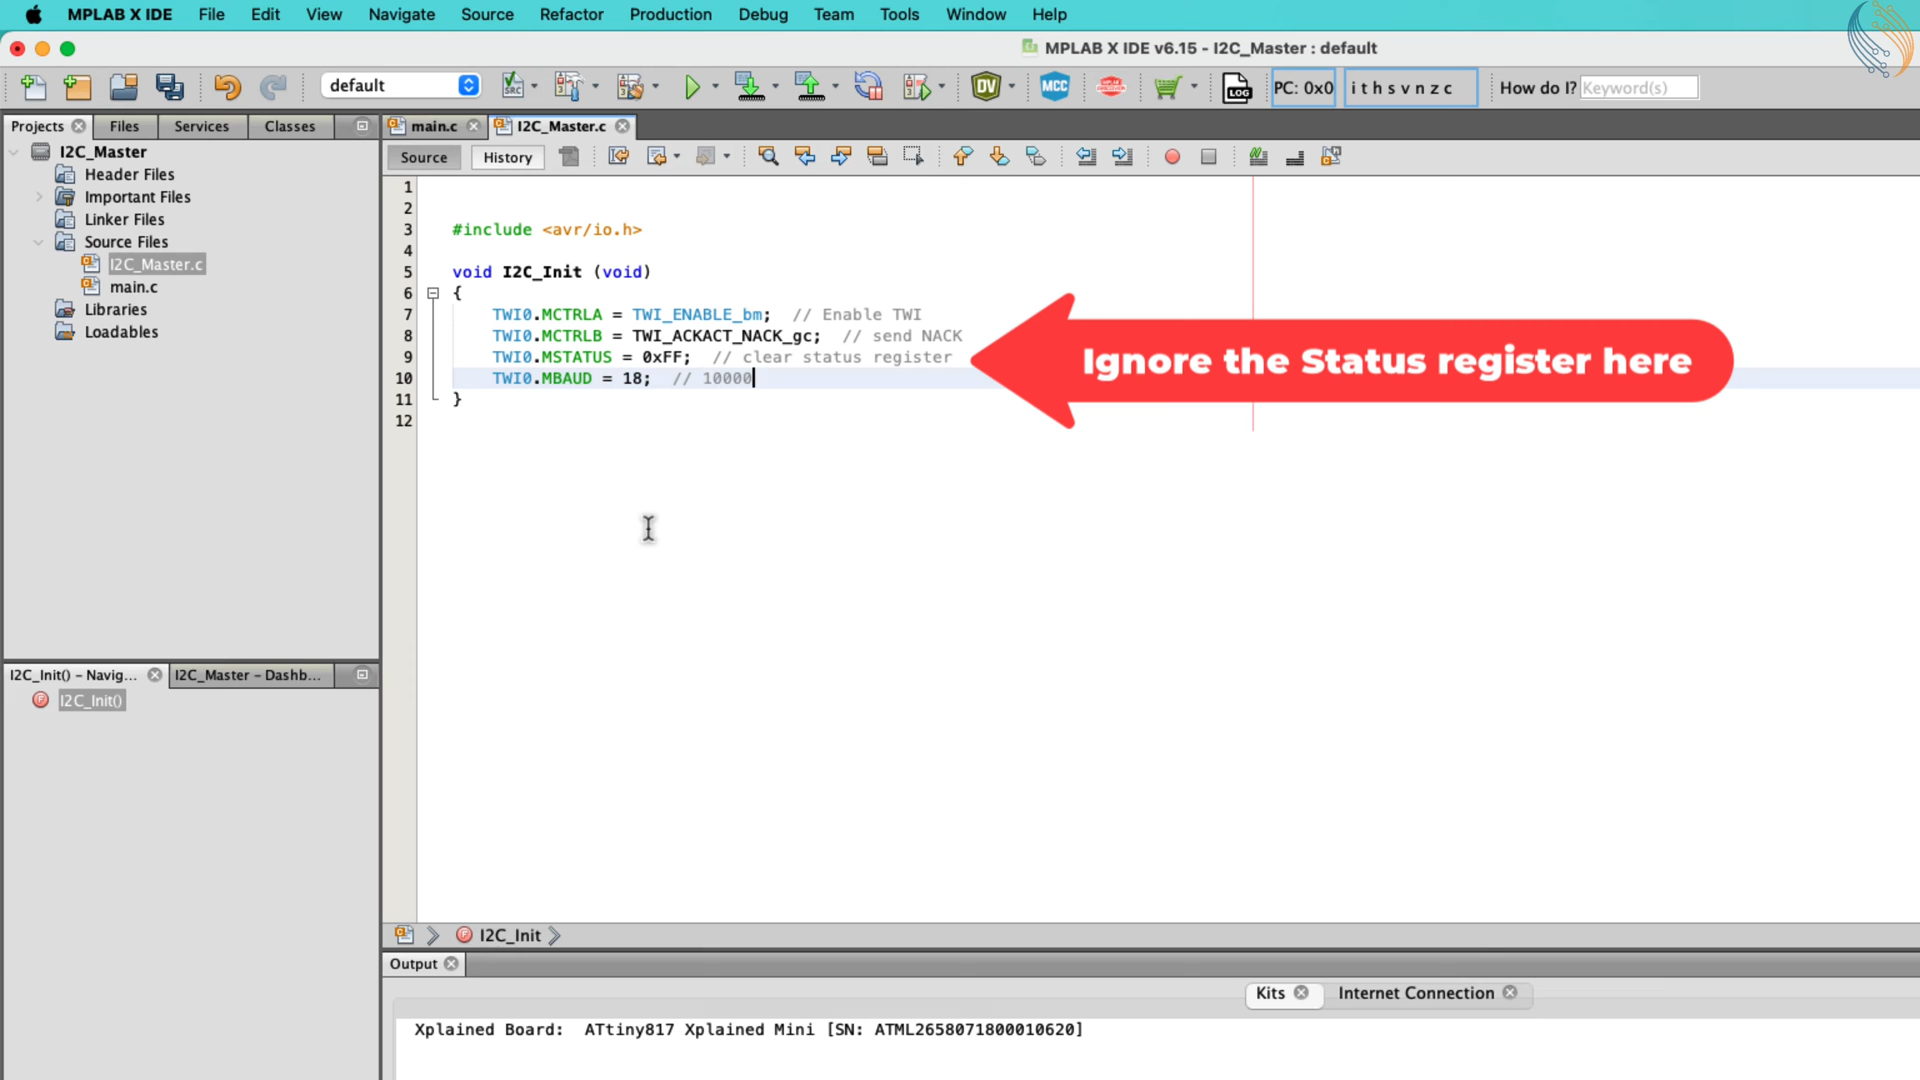 MPLAB X IDE File Edit View Navigate Source Refactor Production Debug Team Tools Window Help
MPLAB X IDE v6.15 - I2C_Master : default
default SRC DV MCC LOG PC: 0x0 i t h s v n z c How do I? Keyword(s)
Projects Files Services Classes main.c I2C_Master.c
Source History
I2C_Master
Header Files
Important Files
Linker Files
Source Files
I2C_Master.c
main.c
Libraries
Loadables
1
2
3 #include <avr/io.h>
4
5 void I2C_Init (void)
6 {
7 TWI0.MCTRLA = TWI_ENABLE_bm; // Enable TWI
8 TWI0.MCTRLB = TWI_ACKACT_NACK_gc; // send NACK
9 TWI0.MSTATUS = 0xFF; // clear status register
10 TWI0.MBAUD = 18; // 10000
11 }
12
Ignore the Status register here
I2C_Init() - Navig... I2C_Master - Dashb...
I2C_Init()
I2C_Init
Output
Kits Internet Connection
Xplained Board: ATtiny817 Xplained Mini [SN: ATML2658071800010620]